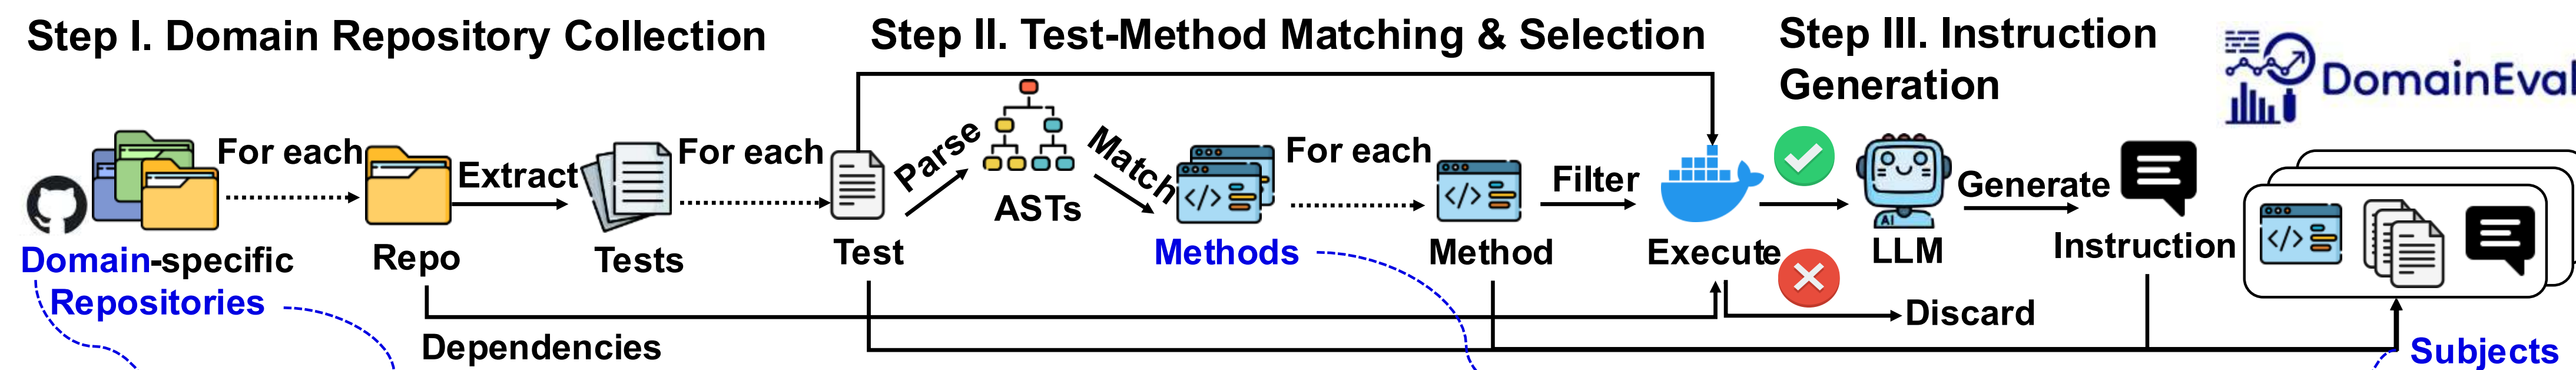 Step I. Domain Repository Collection
Step II. Test-Method Matching & Selection
Step III. Instruction
Generation
DomainEval
For each
Extract
For each
Parse
ASTs
Match
For each
Filter
AI
Generate
Domain-specific
Repositories
Repo
Tests
Test
Methods
Method
Execute
LLM
Instruction
Discard
Dependencies
Subjects